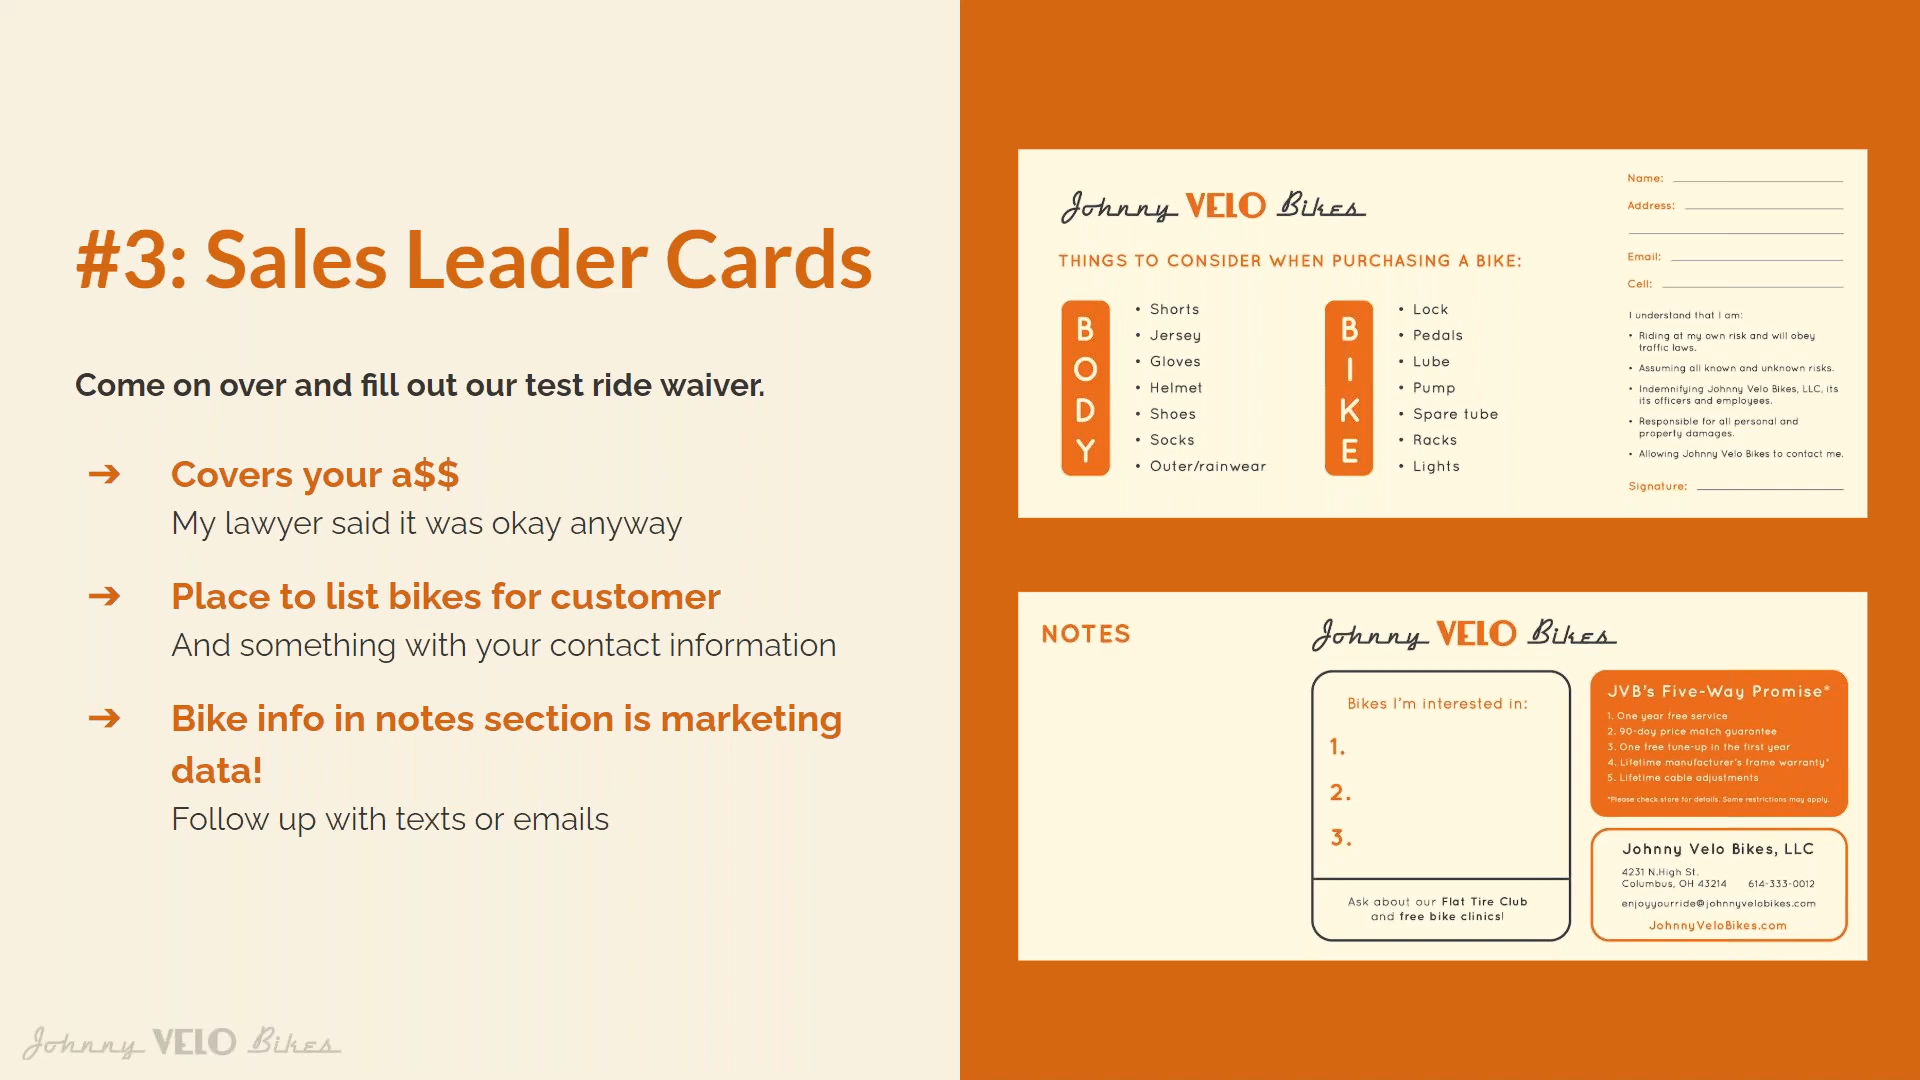 #3: Sales Leader Cards
Come on over and fill out our test ride waiver.
➔ Covers your a$$
My lawyer said it was okay anyway
➔ Place to list bikes for customer
And something with your contact information
➔ Bike info in notes section is marketing
data!
Follow up with texts or emails
Johnny VELO Bikes
Johnny VELO Bikes
THINGS TO CONSIDER WHEN PURCHASING A BIKE:
BODY
• Shorts
• Jersey
• Gloves
• Helmet
• Shoes
• Socks
• Outer/rainwear
BIKE
• Lock
• Pedals
• Lube
• Pump
• Spare tube
• Racks
• Lights
Name:
Address:
Email:
Cell:
I understand that I am:
• Riding at my own risk and will obey
traffic laws.
• Assuming all known and unknown risks.
• Indemnifying Johnny Velo Bikes, LLC, its
its officers and employees.
• Responsible for all personal and
property damages.
• Allowing Johnny Velo Bikes to contact me.
Signature:
NOTES
Johnny VELO Bikes
Bikes I'm interested in:
1.
2.
3.
Ask about our Flat Tire Club
and free bike clinics!
JVB's Five-Way Promise*
1. One year free service
2. 90-day price match guarantee
3. One free tune-up in the first year
4. Lifetime manufacturer's frame warranty*
5. Lifetime cable adjustments
*Please check store for details. Some restrictions may apply.
Johnny Velo Bikes, LLC
4231 N.High St.
Columbus, OH 43214 614-333-0012
enjoyyourride@johnnyvelobikes.com
JohnnyVeloBikes.com